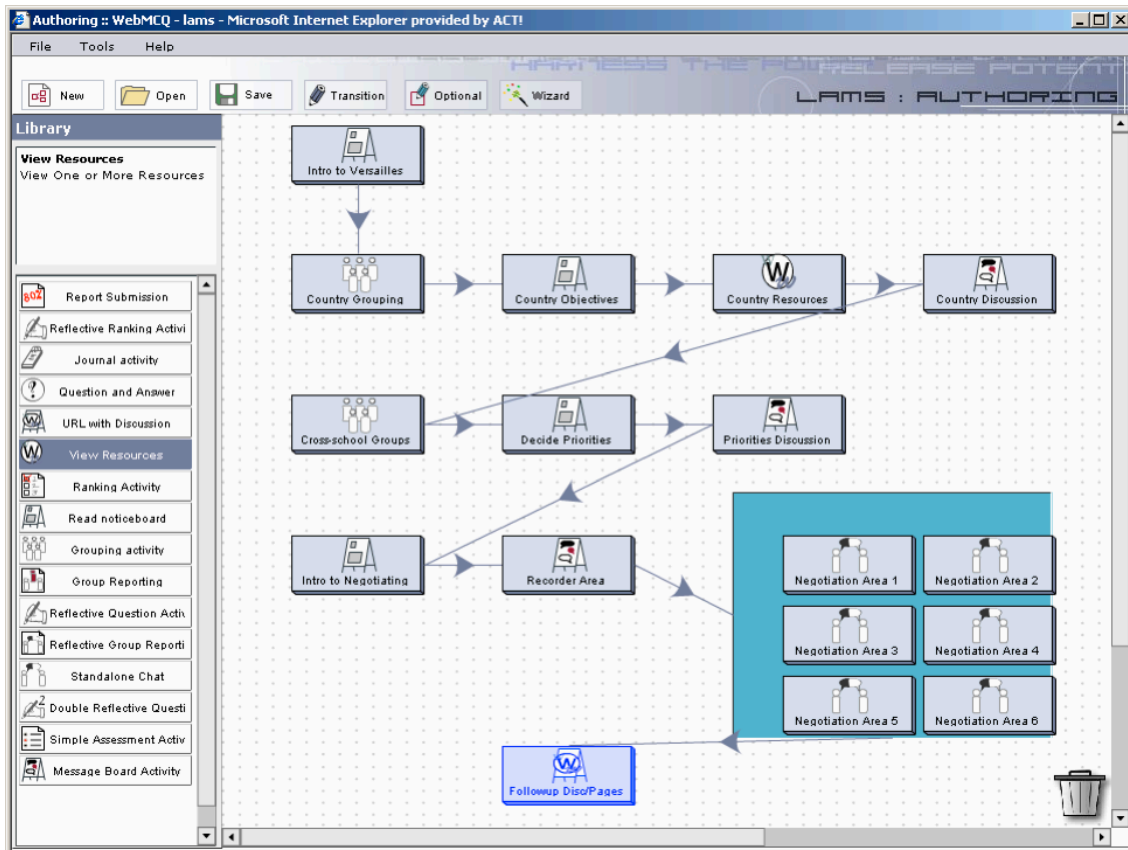 Authoring :: WebMCQ - lams - Microsoft Internet Explorer provided by ACT!
File Tools Help
HARNESS THE POW
RELEASE POTENT
New Open Save Transition Optional Wizard
LAMS : AUTHORING
Library
View Resources
View One or More Resources
Report Submission
Reflective Ranking Activi
Journal activity
Question and Answer
URL with Discussion
View Resources
Ranking Activity
Read noticeboard
Grouping activity
Group Reporting
Reflective Question Activ
Reflective Group Reporti
Standalone Chat
Double Reflective Questi
Simple Assessment Activ
Message Board Activity
Intro to Versailles
Country Grouping
Country Objectives
Country Resources
Country Discussion
Cross-school Groups
Decide Priorities
Priorities Discussion
Intro to Negotiating
Recorder Area
Negotiation Area 1
Negotiation Area 2
Negotiation Area 3
Negotiation Area 4
Negotiation Area 5
Negotiation Area 6
Followup Disc/Pages